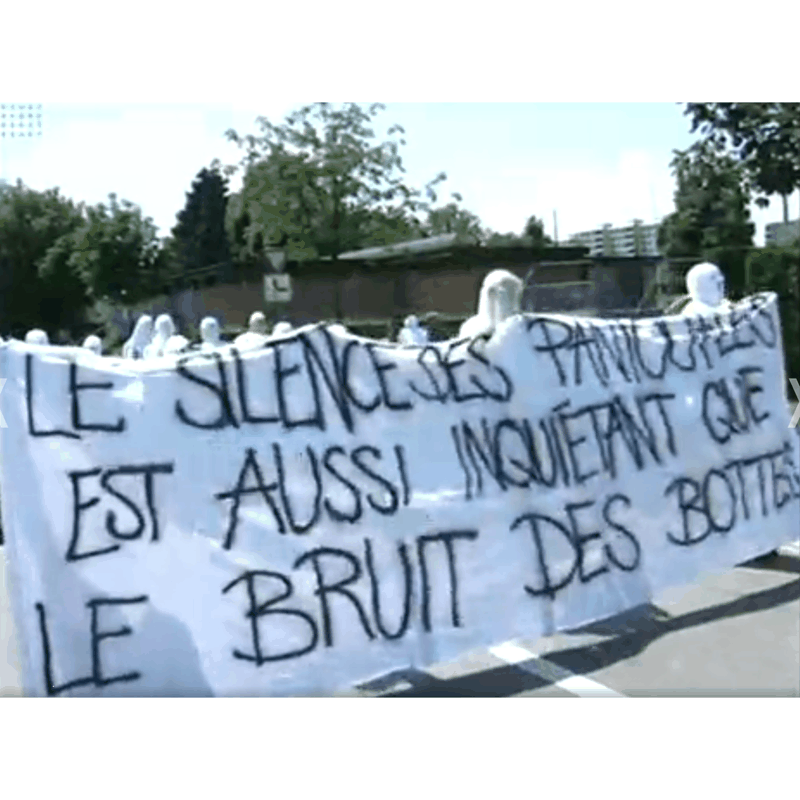 LE SILENCE DES PANTOUFLES
EST AUSSI INQUIÉTANT QUE
LE BRUIT DES BOTTES